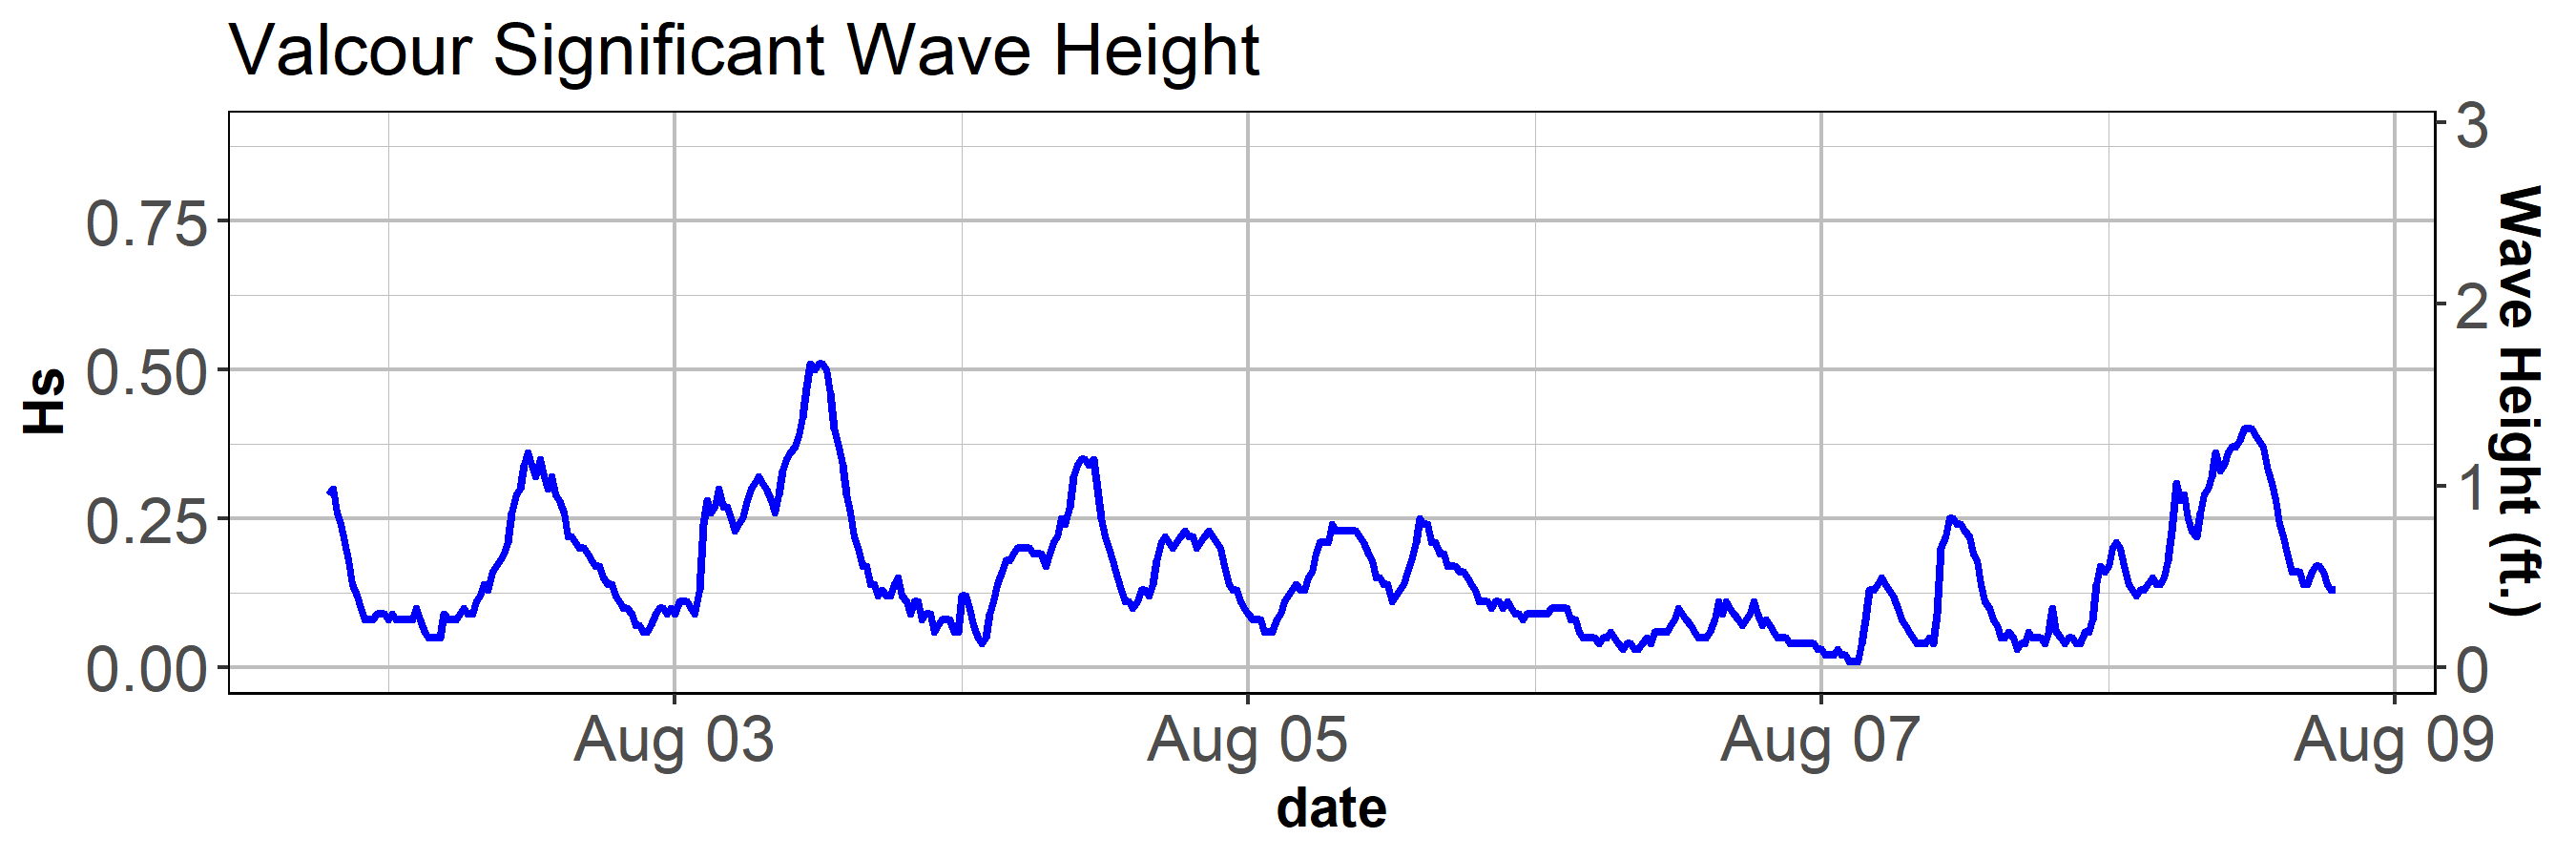 Valcour Significant Wave Height
Hs
0.75
0.50
0.25
0.00
3
2
1
0
Wave Height (ft.)
Aug 03
Aug 05
Aug 07
Aug 09
date